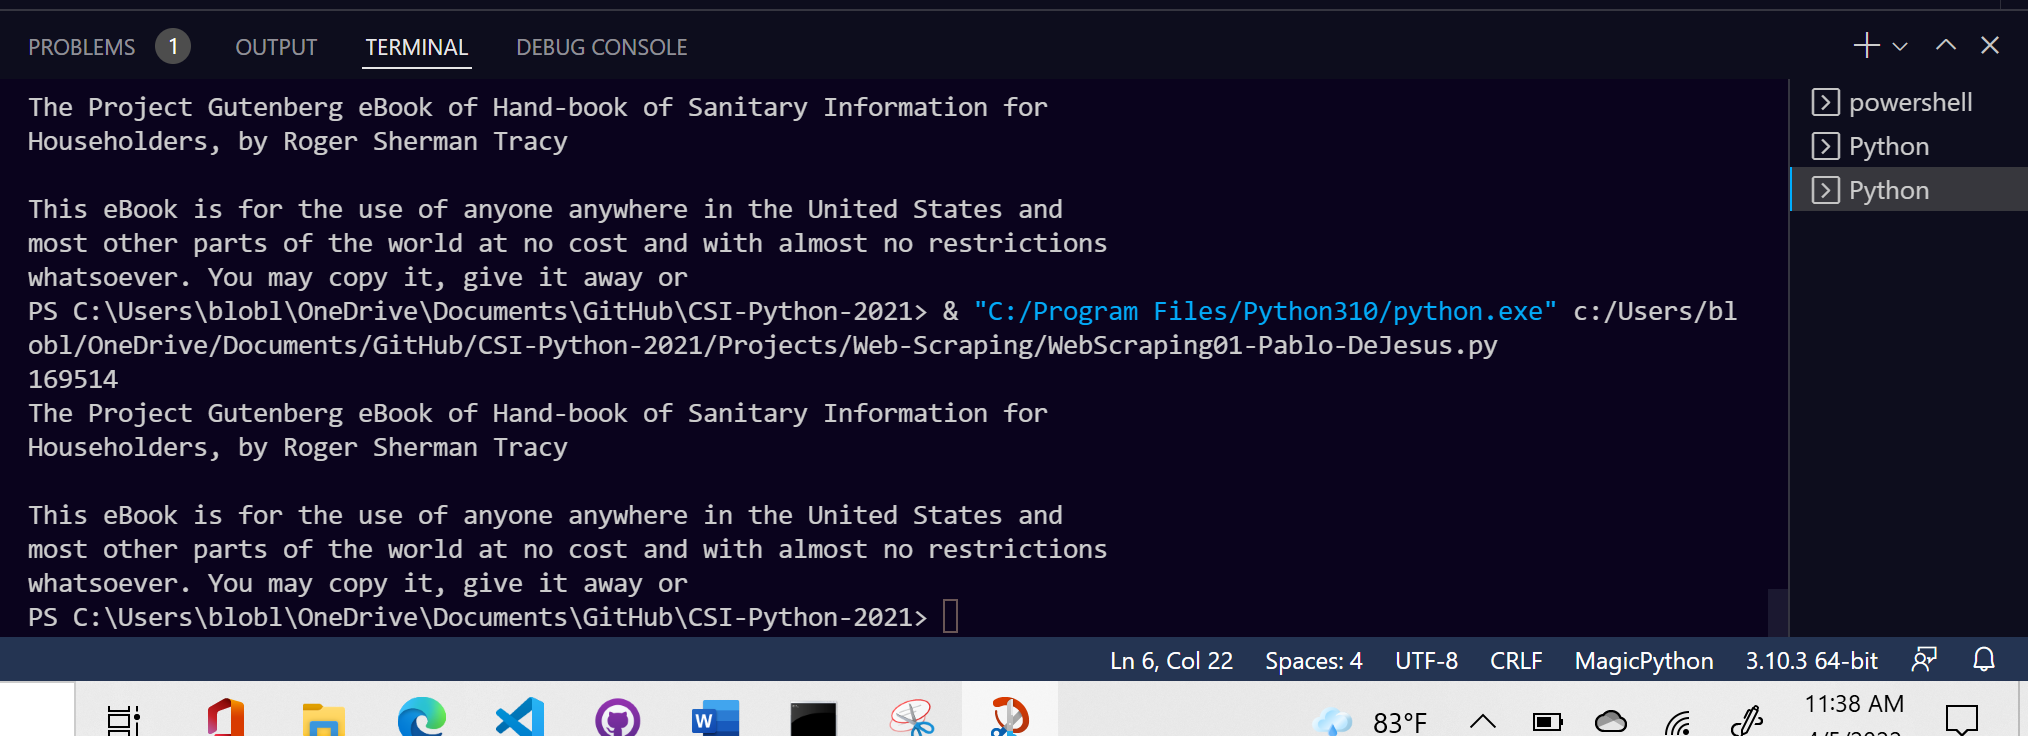 PROBLEMS 1 OUTPUT TERMINAL DEBUG CONSOLE
The Project Gutenberg eBook of Hand-book of Sanitary Information for
Householders, by Roger Sherman Tracy
This eBook is for the use of anyone anywhere in the United States and
most other parts of the world at no cost and with almost no restrictions
whatsoever. You may copy it, give it away or
PS C:\Users\blobl\OneDrive\Documents\GitHub\CSI-Python-2021> & "C:/Program Files/Python310/python.exe" c:/Users/bl
obl/OneDrive/Documents/GitHub/CSI-Python-2021/Projects/Web-Scraping/WebScraping01-Pablo-DeJesus.py
169514
The Project Gutenberg eBook of Hand-book of Sanitary Information for
Householders, by Roger Sherman Tracy
This eBook is for the use of anyone anywhere in the United States and
most other parts of the world at no cost and with almost no restrictions
whatsoever. You may copy it, give it away or
PS C:\Users\blobl\OneDrive\Documents\GitHub\CSI-Python-2021>
powershell
Python
Python
Ln 6, Col 22 Spaces: 4 UTF-8 CRLF MagicPython 3.10.3 64-bit
W
83°F
11:38 AM